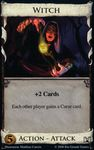 Witch
+2 Cards
Each other player gains a Curse card.
5
Action – Attack